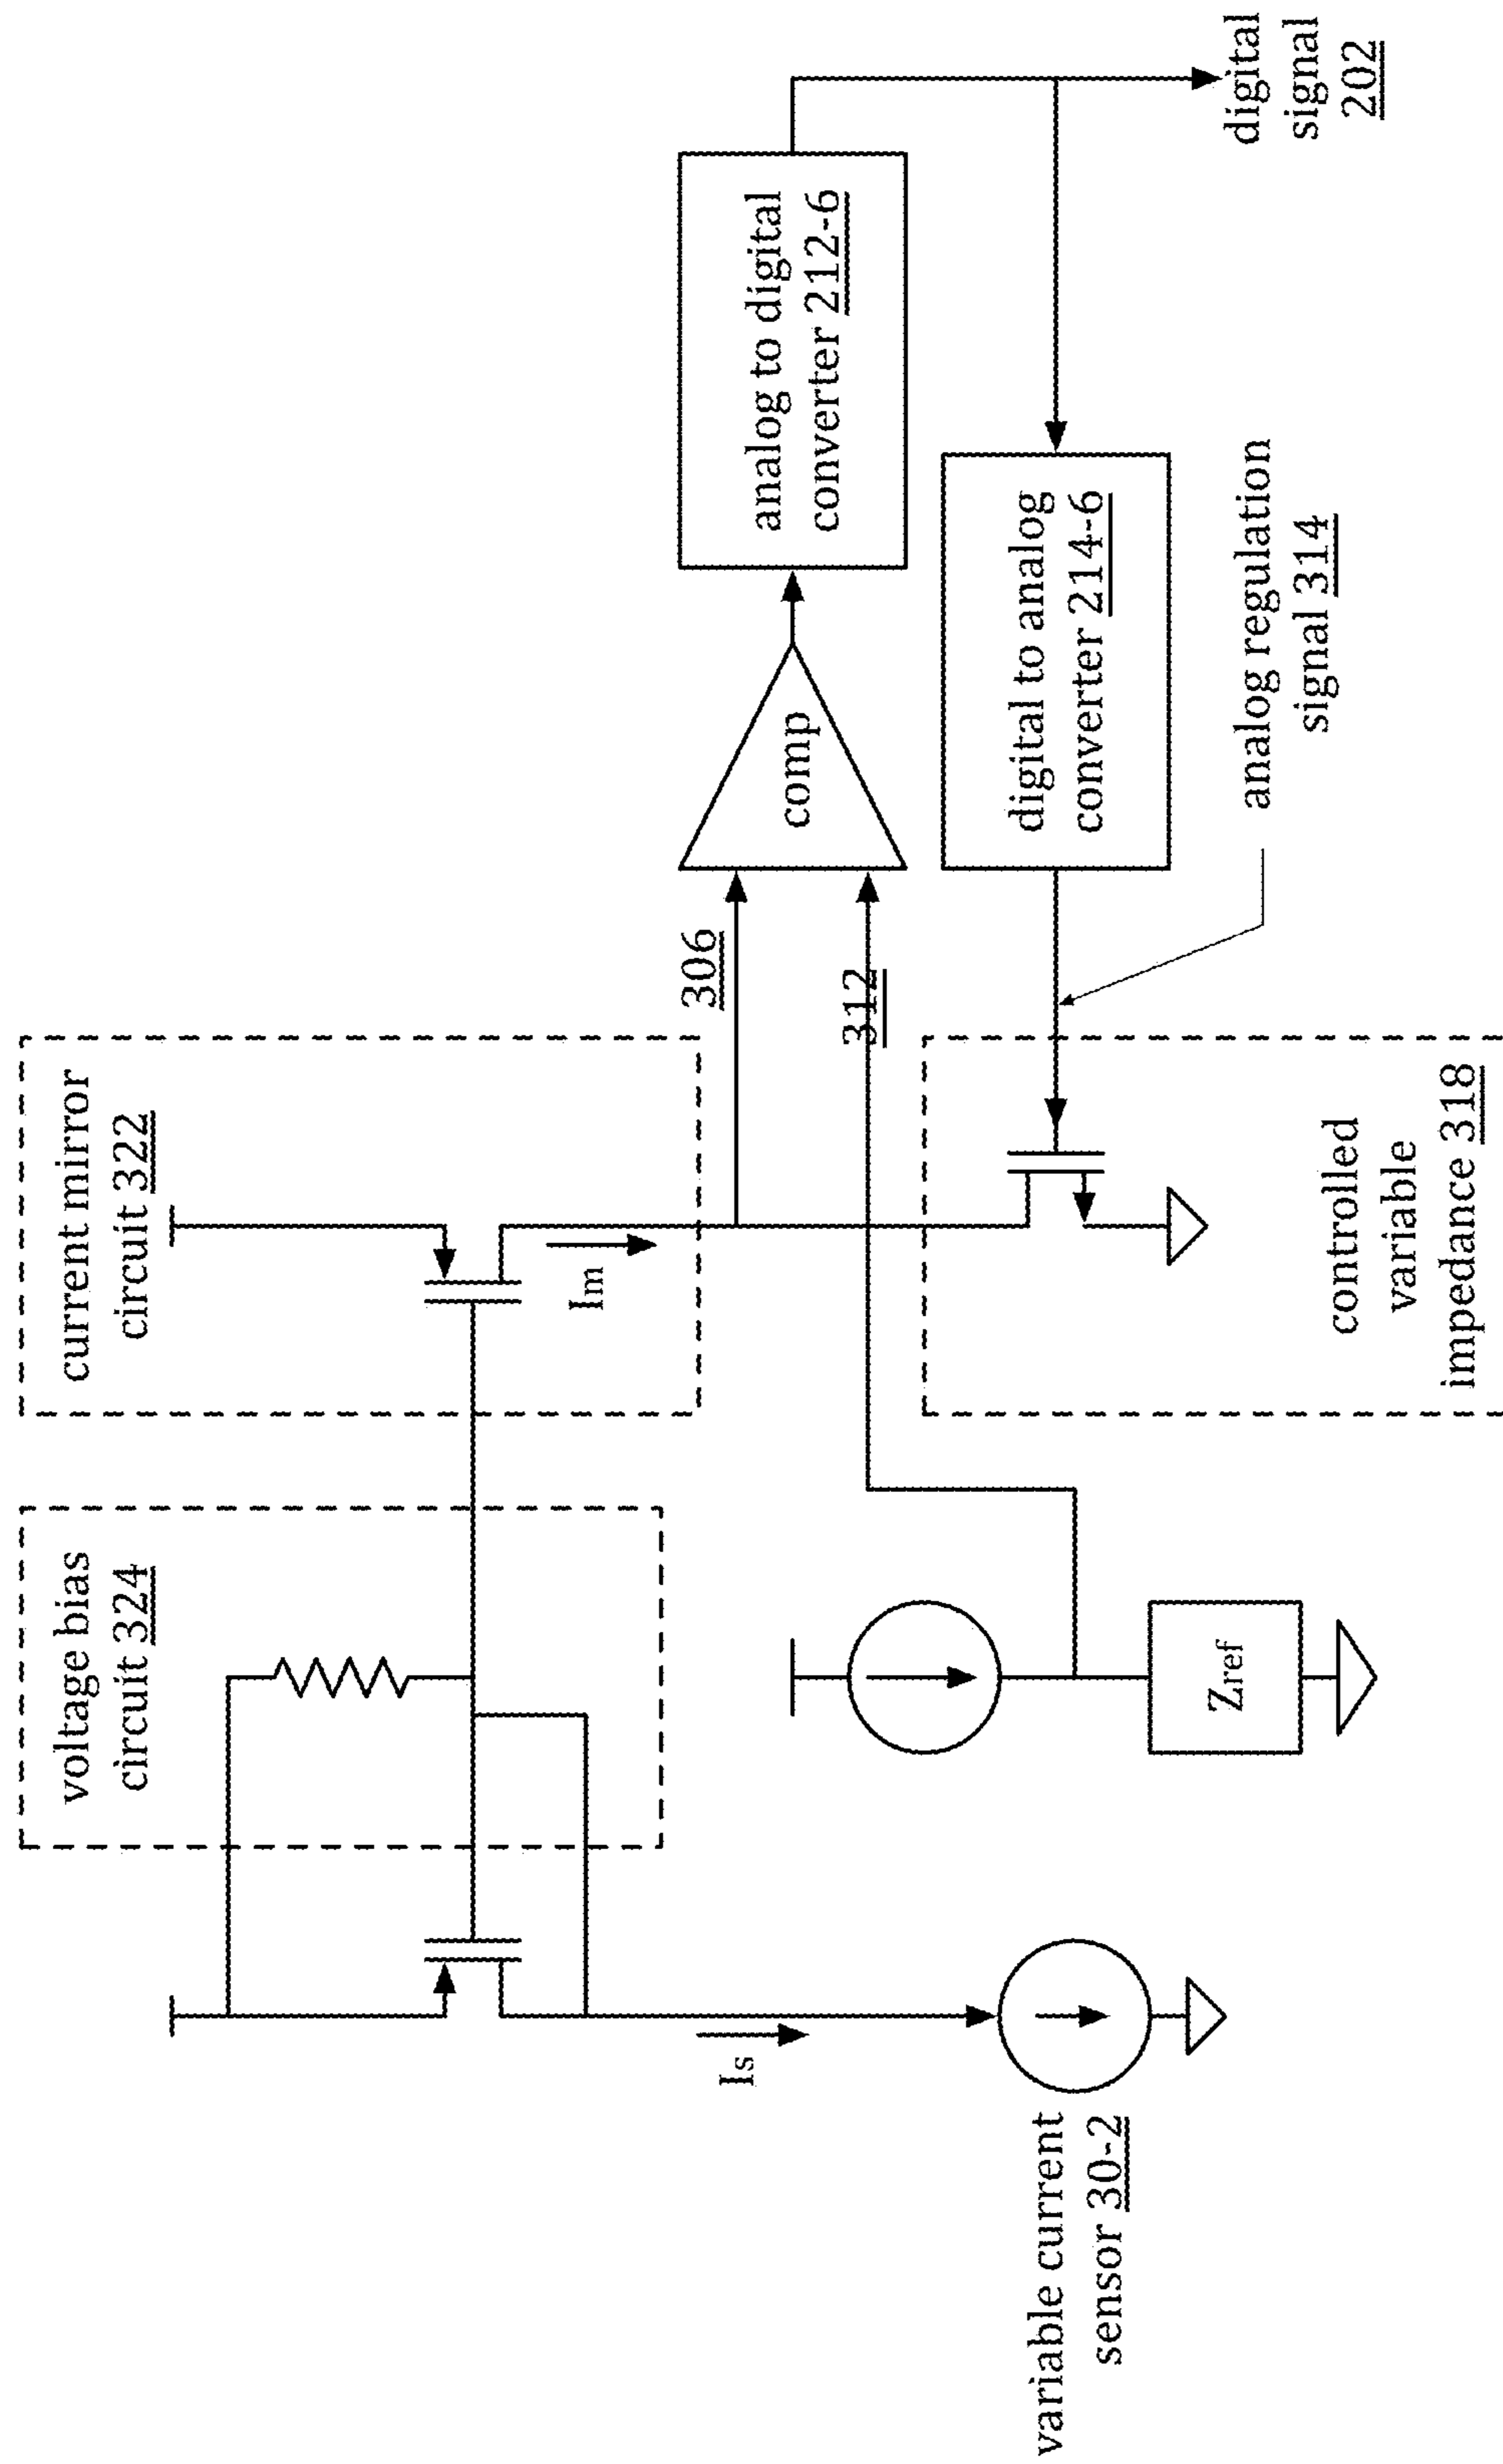 voltage bias
circuit 324
current mirror
circuit 322
Is
Im
306
312
comp
analog to digital
converter 212-6
digital to analog
converter 214-6
analog regulation
signal 314
digital
signal
202
variable current
sensor 30-2
Zref
controlled
variable
impedance 318